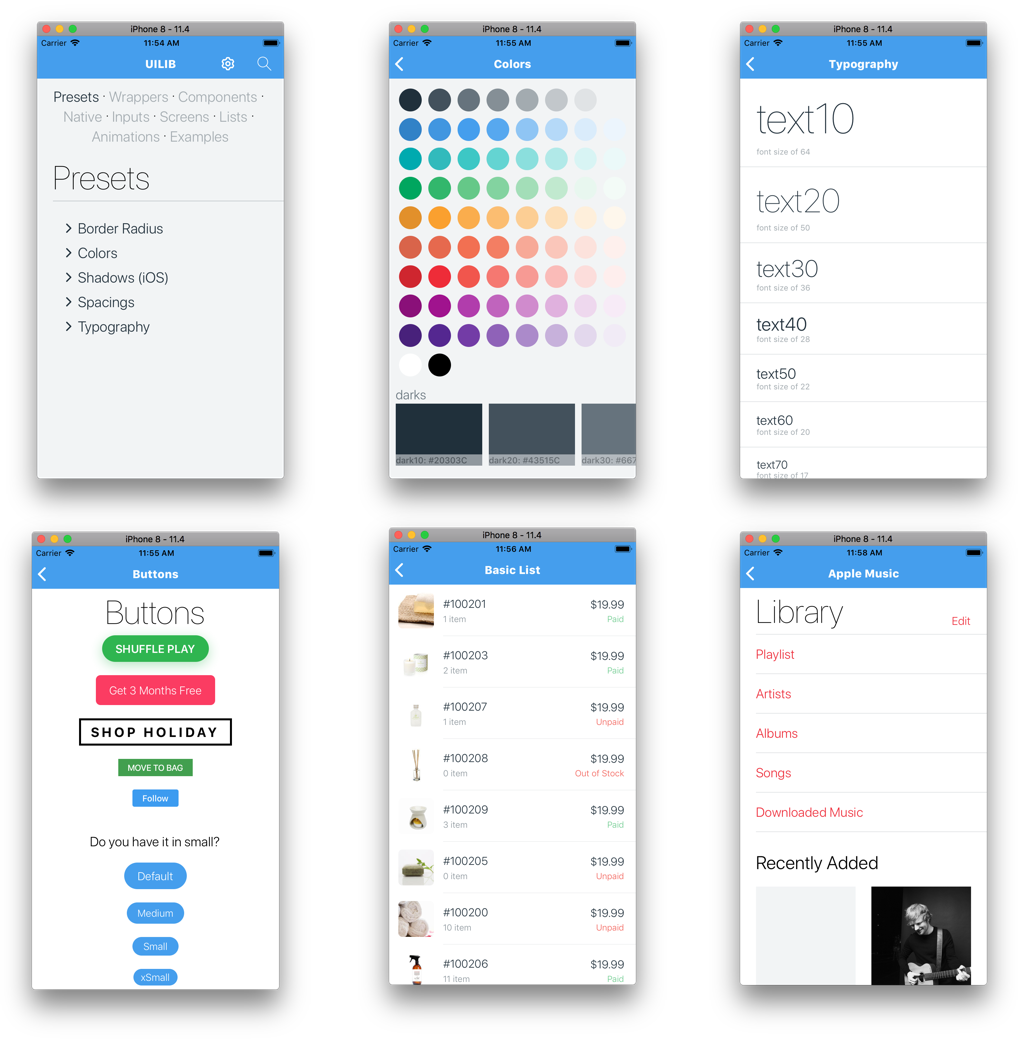 iPhone 8 - 11.4
Carrier 11:54 AM
UILIB
Presets · Wrappers · Components ·
Native · Inputs · Screens · Lists ·
Animations · Examples
Presets
Border Radius
Colors
Shadows (iOS)
Spacings
Typography
iPhone 8 - 11.4
Carrier 11:55 AM
Colors
darks
dark10: #20303C
dark20: #43515C
dark30: #667
iPhone 8 - 11.4
Carrier 11:55 AM
Typography
text10
font size of 64
text20
font size of 50
text30
font size of 36
text40
font size of 28
text50
font size of 22
text60
font size of 20
text70
font size of 17
iPhone 8 - 11.4
Carrier 11:55 AM
Buttons
Buttons
SHUFFLE PLAY
Get 3 Months Free
SHOP HOLIDAY
MOVE TO BAG
Follow
Do you have it in small?
Default
Medium
Small
xSmall
iPhone 8 - 11.4
Carrier 11:56 AM
Basic List
#100201 $19.99
1 item Paid
#100203 $19.99
2 item Paid
#100207 $19.99
1 item Unpaid
#100208 $19.99
0 item Out of Stock
#100209 $19.99
3 item Paid
#100205 $19.99
0 item Unpaid
#100200 $19.99
10 item Unpaid
#100206 $19.99
11 item Paid
iPhone 8 - 11.4
Carrier 11:58 AM
Apple Music
Library Edit
Playlist
Artists
Albums
Songs
Downloaded Music
Recently Added